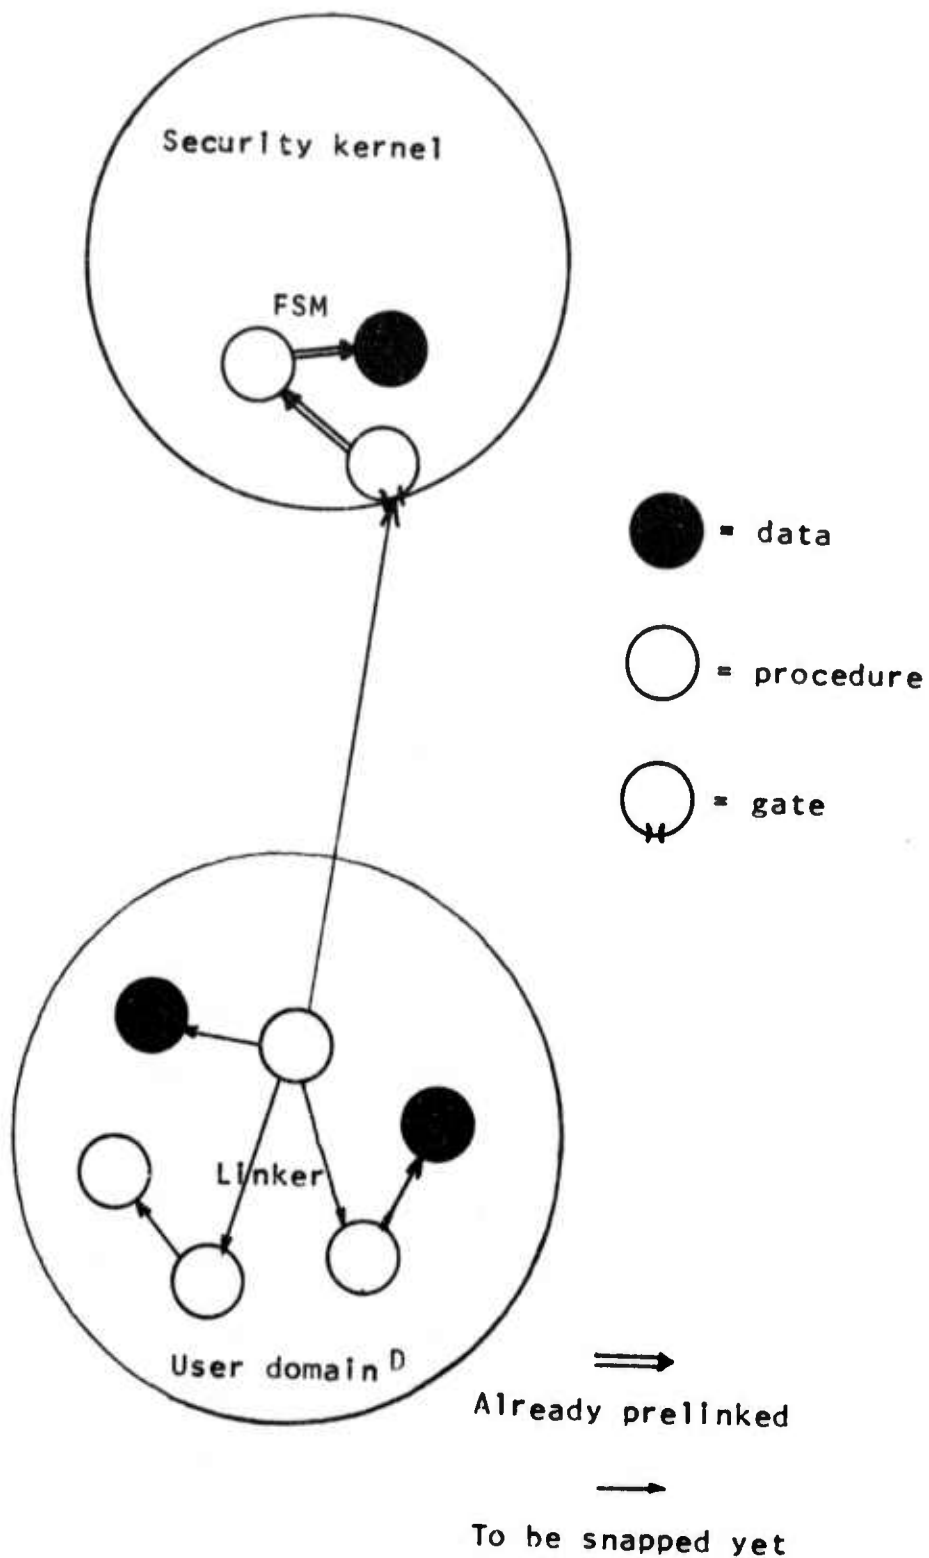 Security kernel
FSM
= data
= procedure
= gate
Linker
User domain D
Already prelinked
To be snapped yet